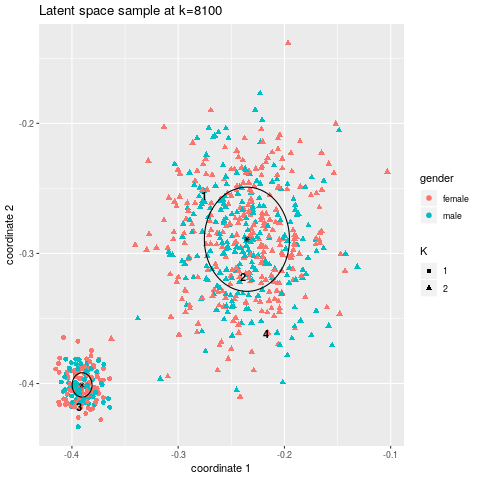 Latent space sample at k=8100
-0.2
-0.3
-0.4
coordinate 2
1
2
4
3
-0.4
-0.3
-0.2
-0.1
coordinate 1
gender
female
male
K
1
2